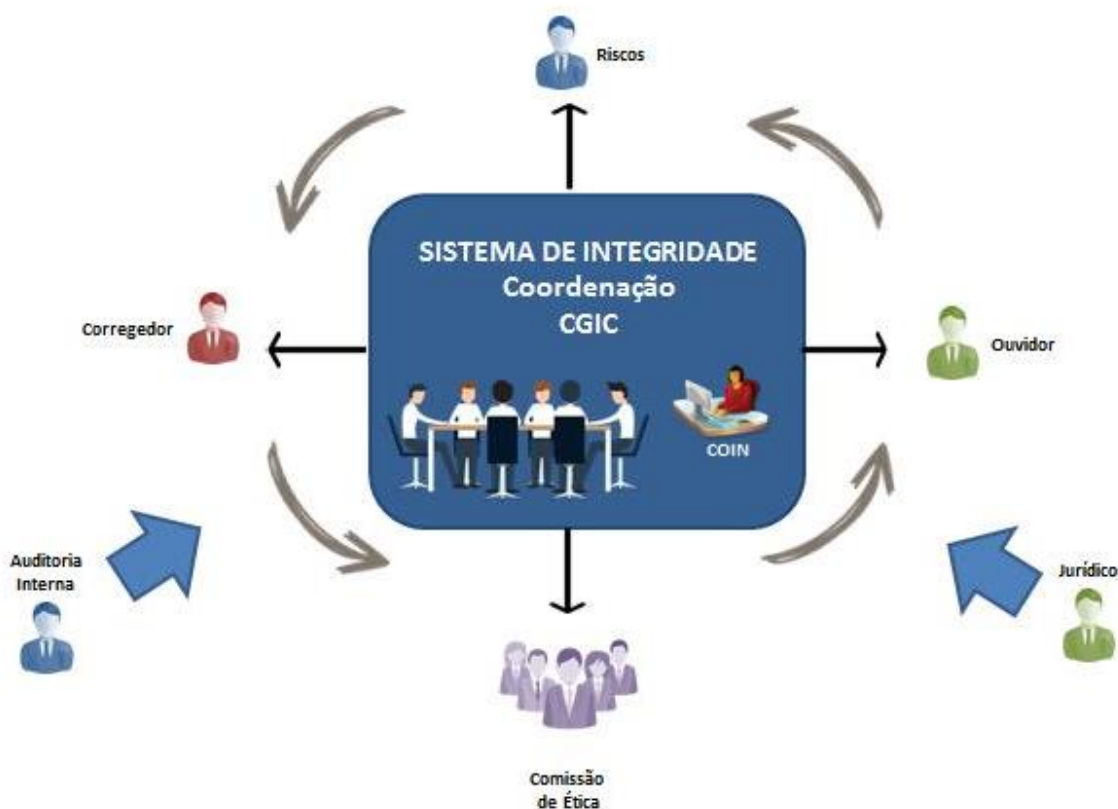 Riscos
SISTEMA DE INTEGRIDADE
Coordenação
CGIC
Corregedor
Ouvidor
COIN
Auditoria
Interna
Jurídico
Comissão
de Ética